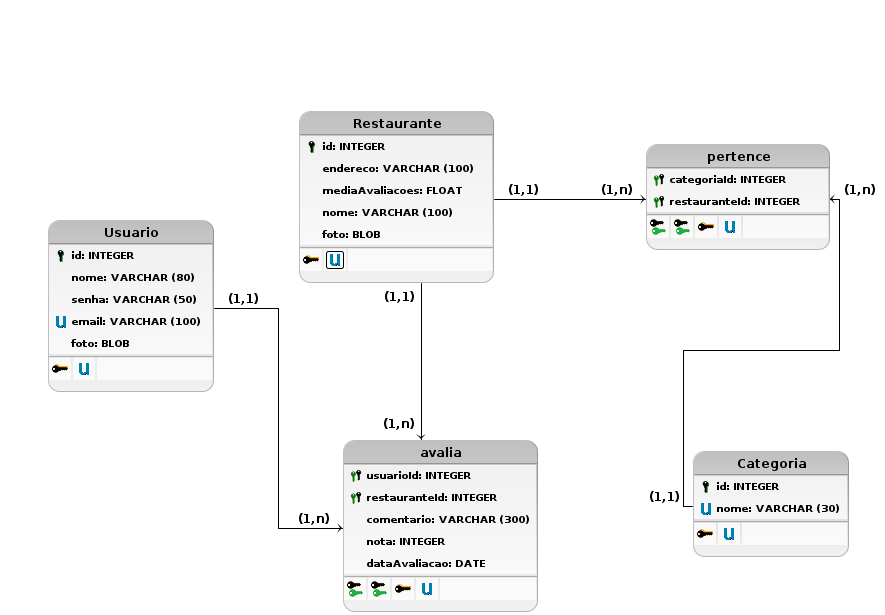 Restaurante
id: INTEGER
endereco: VARCHAR (100)
mediaAvaliacoes: FLOAT
nome: VARCHAR (100)
foto: BLOB
u
(1,1)
(1,n)
pertence
categoriaId: INTEGER
restauranteId: INTEGER
u
(1,n)
Usuario
id: INTEGER
nome: VARCHAR (80)
senha: VARCHAR (50)
u email: VARCHAR (100)
foto: BLOB
u
(1,1)
(1,1)
(1,n)
(1,n)
avalia
usuarioId: INTEGER
restauranteId: INTEGER
comentario: VARCHAR (300)
nota: INTEGER
dataAvaliacao: DATE
u
(1,1)
Categoria
id: INTEGER
u nome: VARCHAR (30)
u